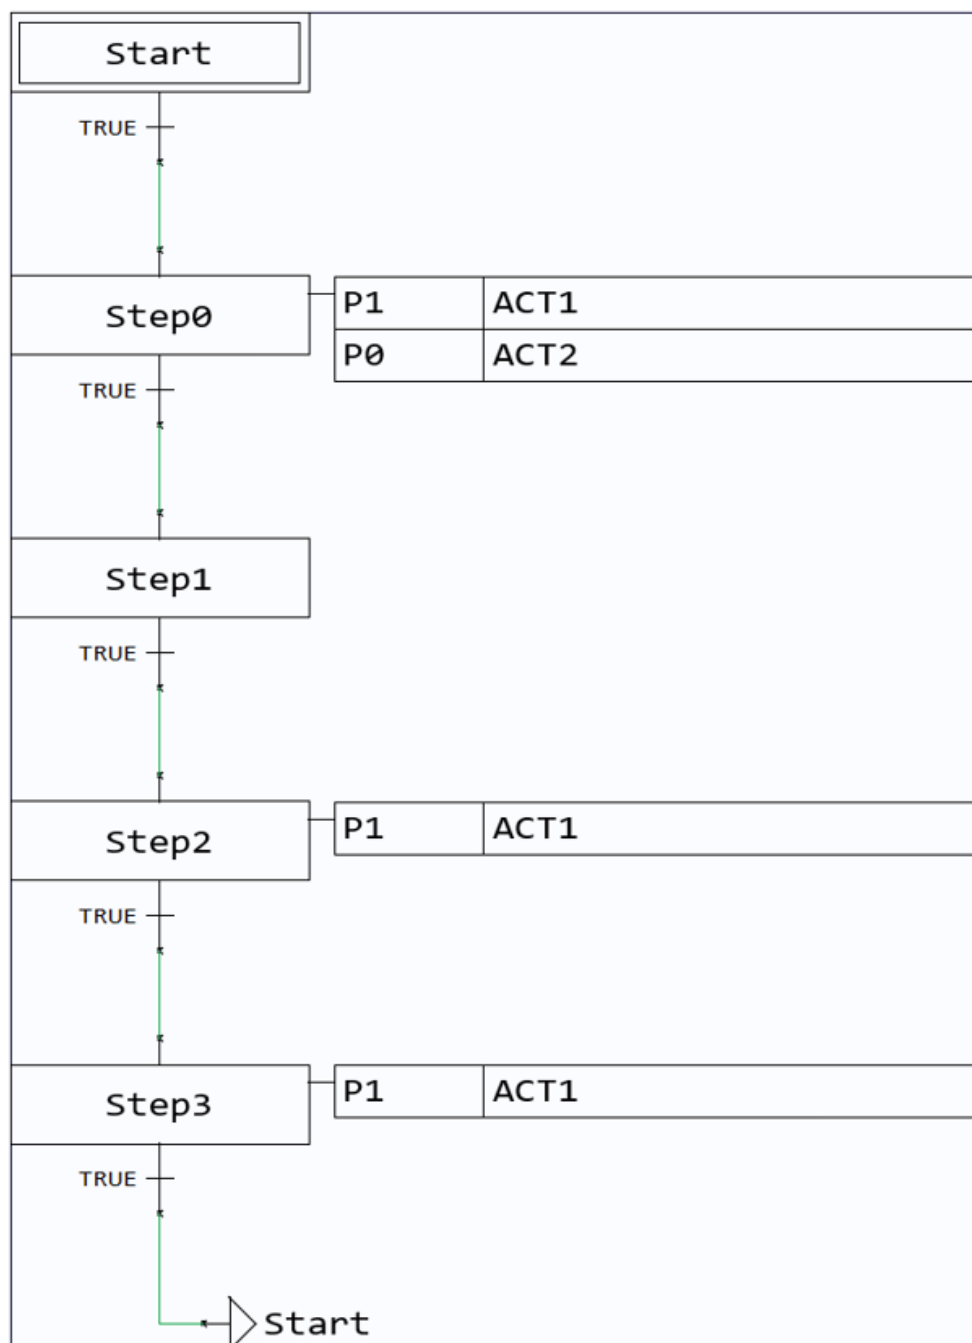 Start
TRUE
Step0 P1 ACT1
P0 ACT2
TRUE
Step1
TRUE
Step2 P1 ACT1
TRUE
Step3 P1 ACT1
TRUE
Start